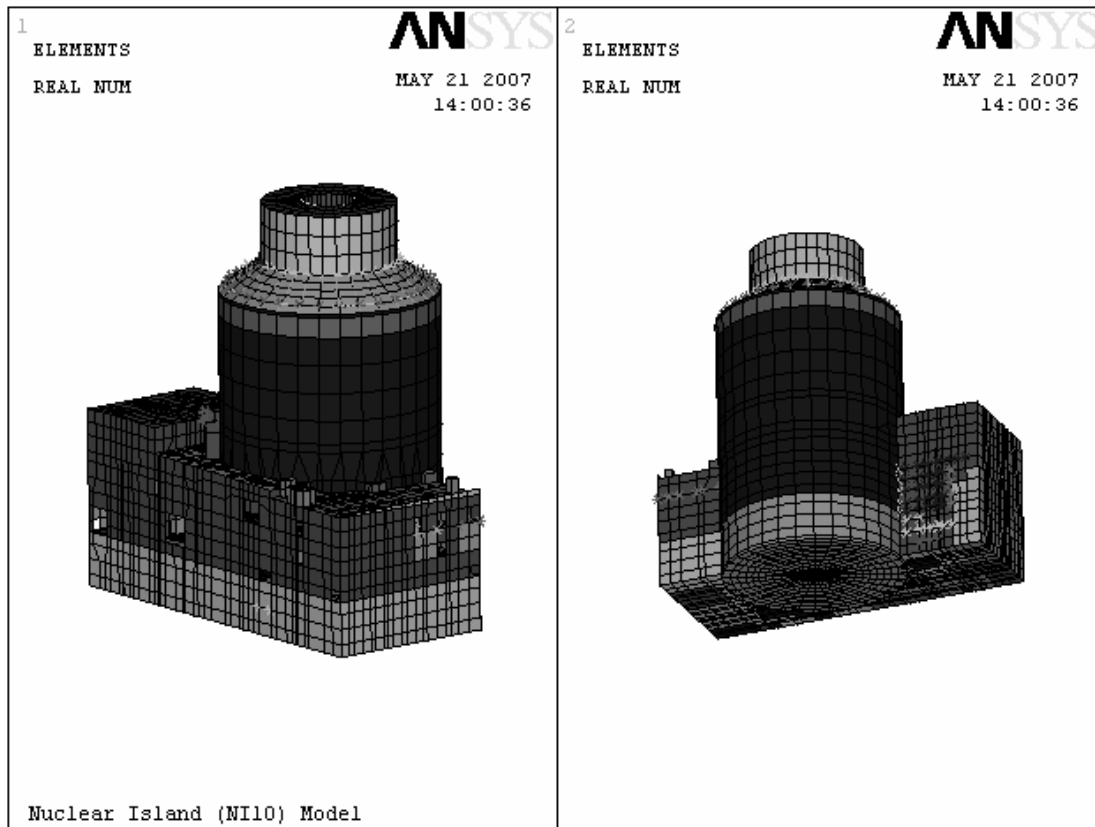 1
ANSYS
ELEMENTS
REAL NUM
MAY 21 2007
14:00:36
Nuclear Island (NI10) Model
2
ANSYS
ELEMENTS
REAL NUM
MAY 21 2007
14:00:36